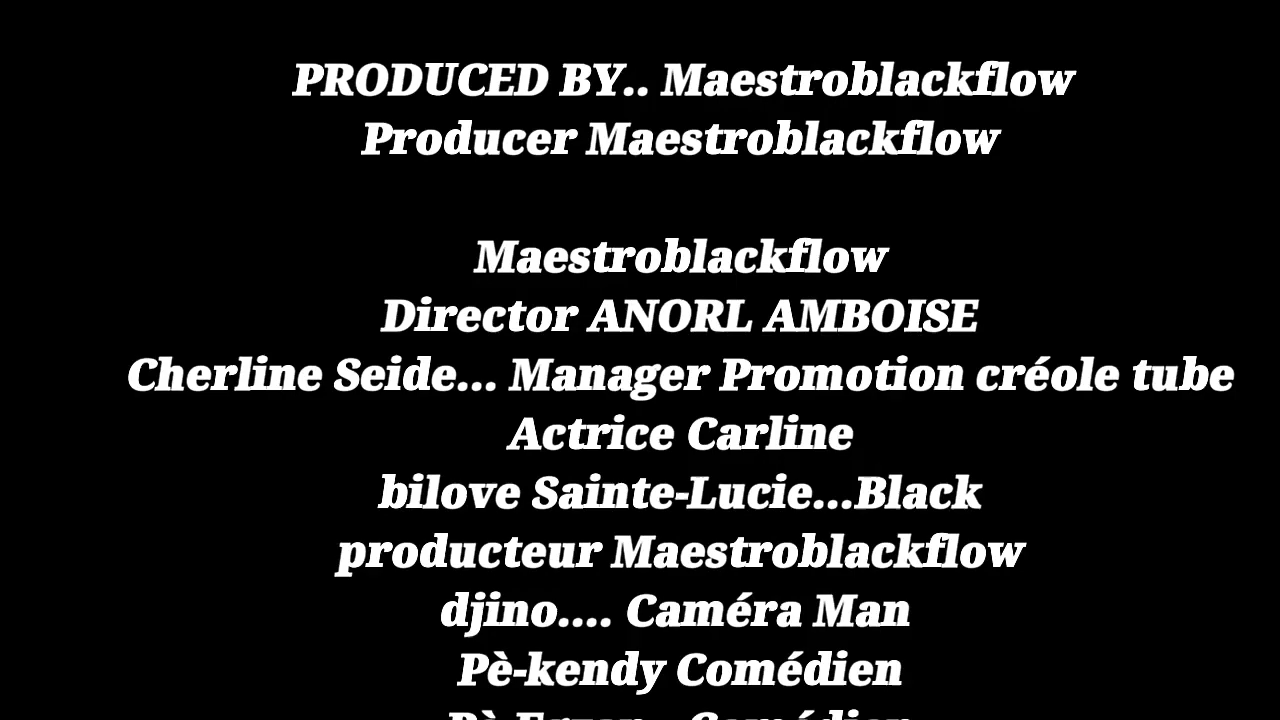 PRODUCED BY.. Maestroblackflow
Producer Maestroblackflow
Maestroblackflow
Director ANORL AMBOISE
Cherline Seide... Manager Promotion créole tube
Actrice Carline
bilove Sainte-Lucie...Black
producteur Maestroblackflow
djino.... Caméra Man
Pè-kendy Comédien